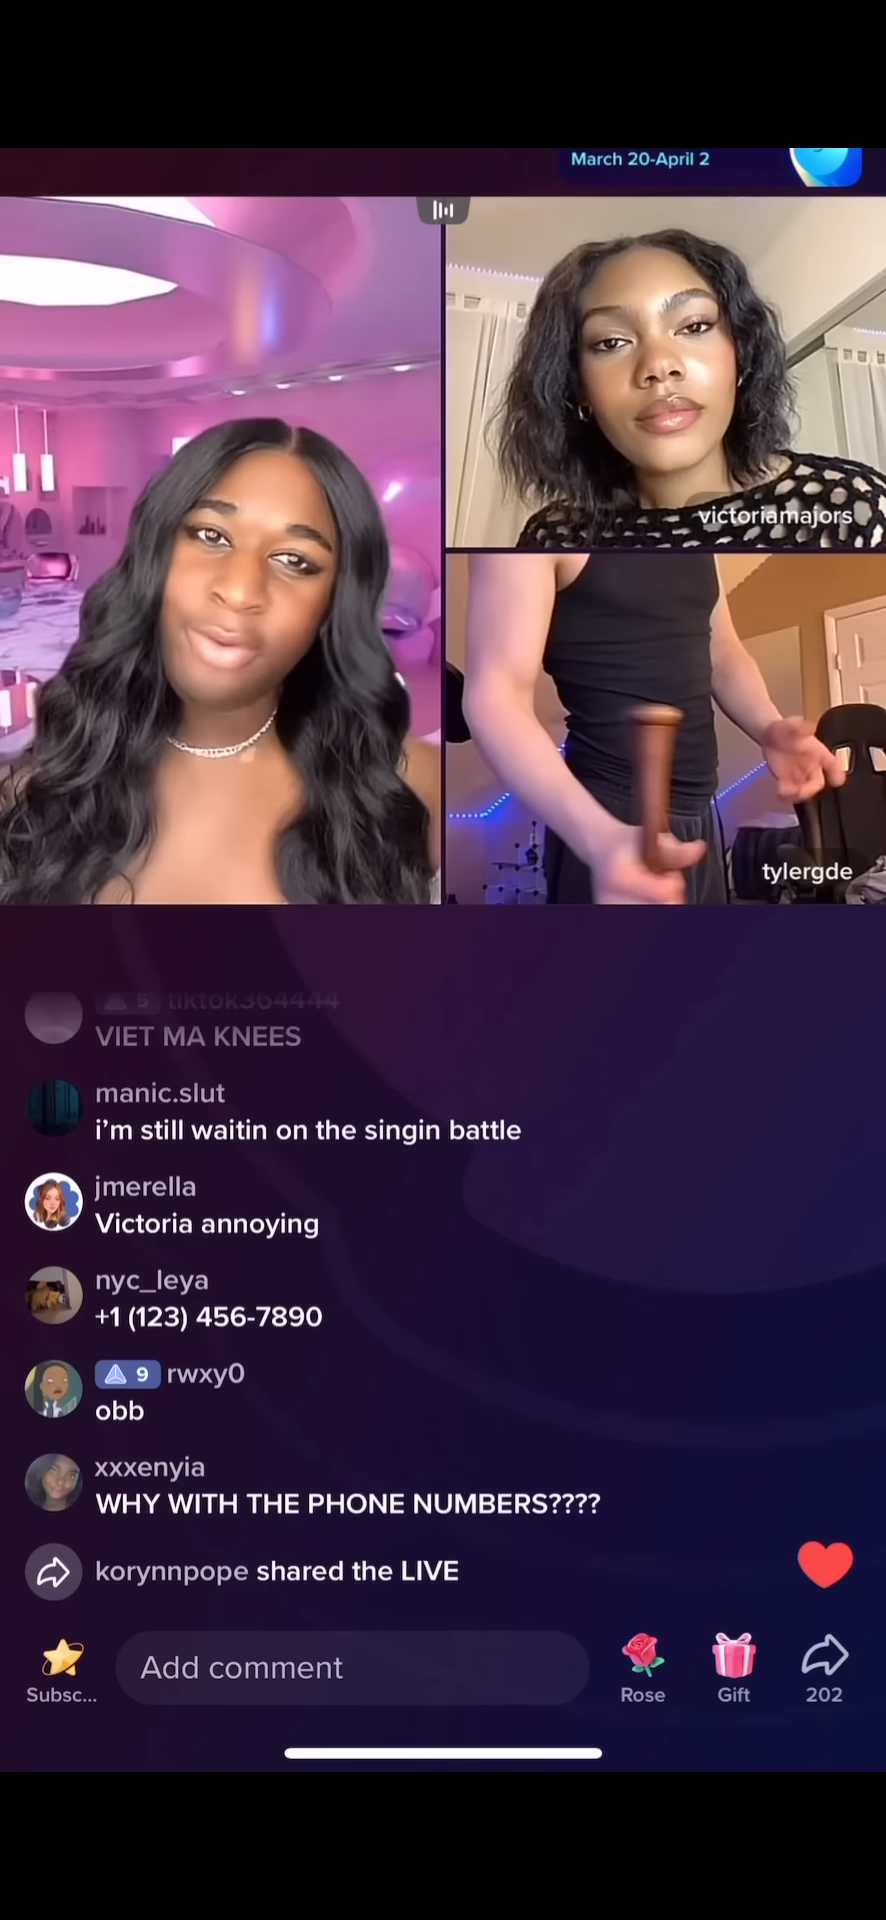 March 20-April 2
victoriamajors
tylergde
5 tiktok364444
VIET MA KNEES
manic.slut
i'm still waitin on the singin battle
jmerella
Victoria annoying
nyc_leya
+1 (123) 456-7890
9 rwxy0
obb
xxxenyia
WHY WITH THE PHONE NUMBERS????
korynnpope shared the LIVE
Add comment
Subsc... Rose Gift 202